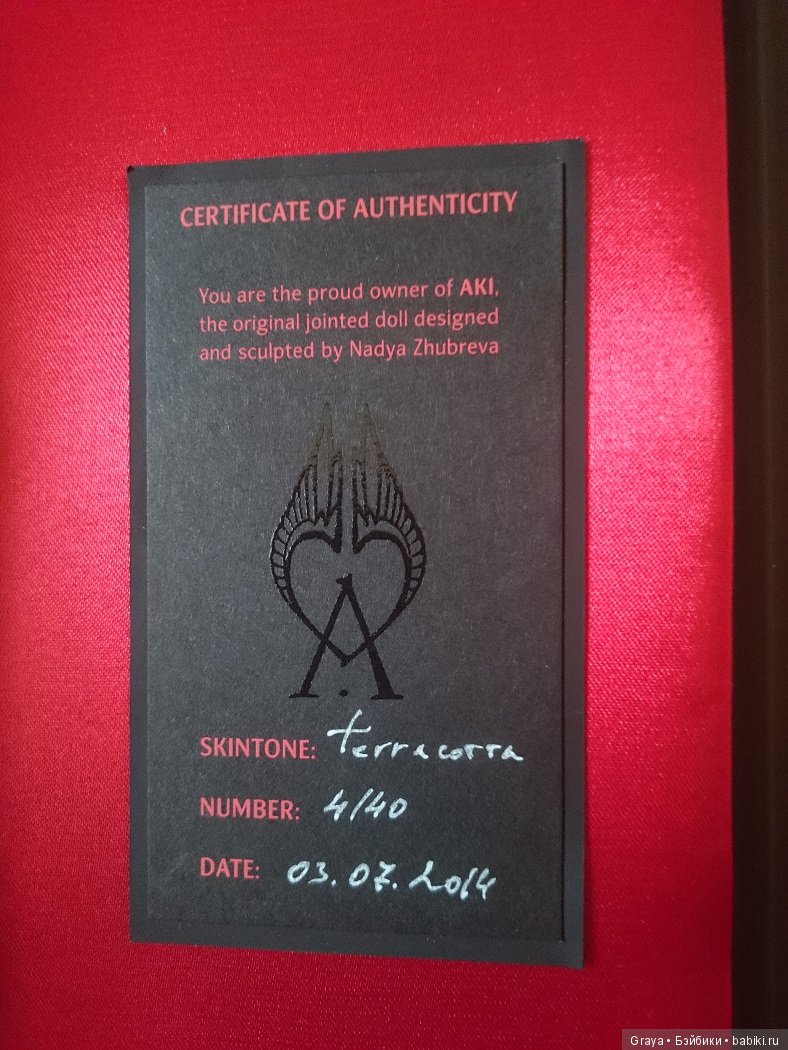 CERTIFICATE OF AUTHENTICITY
You are the proud owner of AKI,
the original jointed doll designed
and sculpted by Nadya Zhubreva
A
SKINTONE: terracotta
NUMBER: 4/40
DATE: 03.07.2014
Graya • Бэйбики • babiki.ru